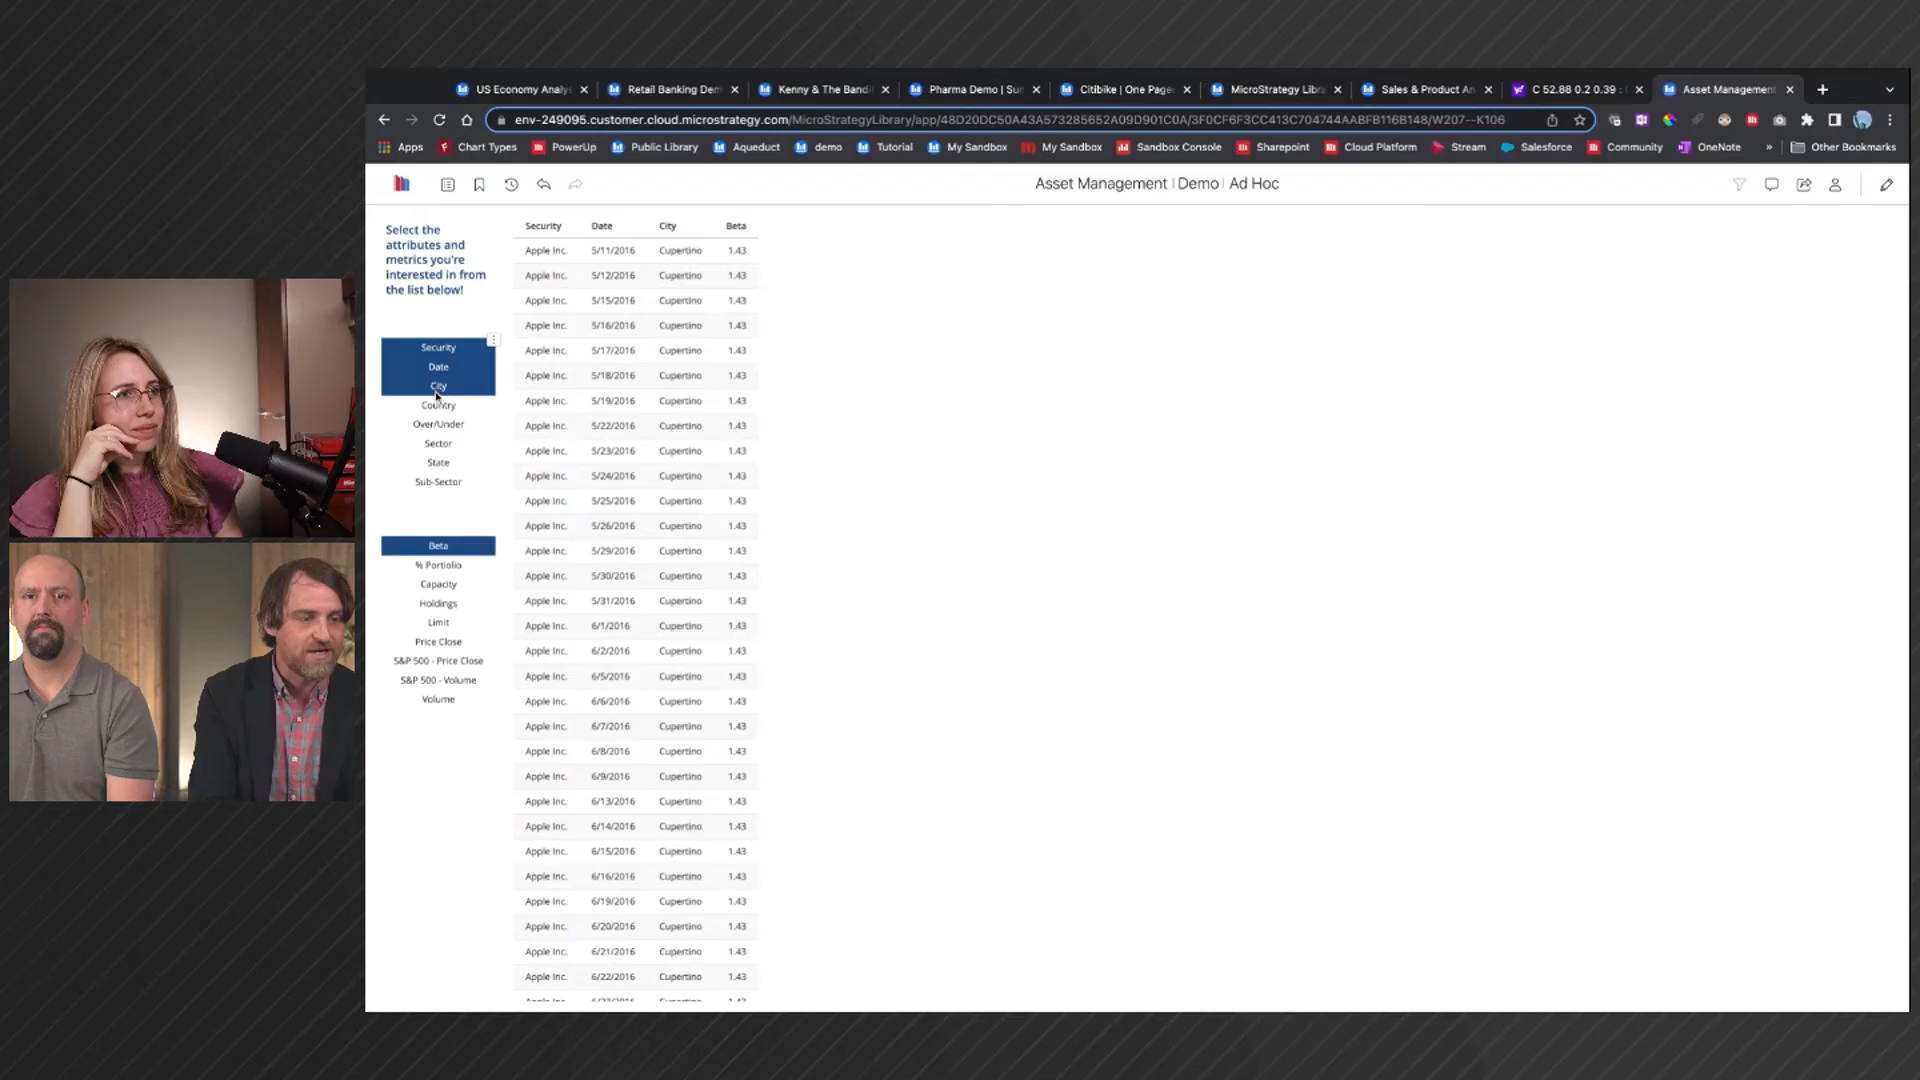 US Economy Analys
Retail Banking Dem
Kenny & The Bandi
Pharma Demo | Sum
Citibike | One Page
MicroStrategy Libra
Sales & Product An
C 52.88 0.2 0.39 :
Asset Management
env-249095.customer.cloud.microstrategy.com/MicroStrategyLibrary/app/48D20DC50A43A573285652A09D901C0A/3F0CF6F3CC413C704744AABFB116B148/W207--K106
Apps
Chart Types
PowerUp
Public Library
Aqueduct
demo
Tutorial
My Sandbox
My Sandbox
Sandbox Console
Sharepoint
Cloud Platform
Stream
Salesforce
Community
OneNote
»
Other Bookmarks
Asset Management | Demo | Ad Hoc
Select the
attributes and
metrics you're
interested in from
the list below!
Security
Date
City
Country
Over/Under
Sector
State
Sub-Sector
Beta
% Portfolio
Capacity
Holdings
Limit
Price Close
S&P 500 - Price Close
S&P 500 - Volume
Volume
Security Date City Beta
Apple Inc. 5/11/2016 Cupertino 1.43
Apple Inc. 5/12/2016 Cupertino 1.43
Apple Inc. 5/15/2016 Cupertino 1.43
Apple Inc. 5/16/2016 Cupertino 1.43
Apple Inc. 5/17/2016 Cupertino 1.43
Apple Inc. 5/18/2016 Cupertino 1.43
Apple Inc. 5/19/2016 Cupertino 1.43
Apple Inc. 5/22/2016 Cupertino 1.43
Apple Inc. 5/23/2016 Cupertino 1.43
Apple Inc. 5/24/2016 Cupertino 1.43
Apple Inc. 5/25/2016 Cupertino 1.43
Apple Inc. 5/26/2016 Cupertino 1.43
Apple Inc. 5/29/2016 Cupertino 1.43
Apple Inc. 5/30/2016 Cupertino 1.43
Apple Inc. 5/31/2016 Cupertino 1.43
Apple Inc. 6/1/2016 Cupertino 1.43
Apple Inc. 6/2/2016 Cupertino 1.43
Apple Inc. 6/5/2016 Cupertino 1.43
Apple Inc. 6/6/2016 Cupertino 1.43
Apple Inc. 6/7/2016 Cupertino 1.43
Apple Inc. 6/8/2016 Cupertino 1.43
Apple Inc. 6/9/2016 Cupertino 1.43
Apple Inc. 6/13/2016 Cupertino 1.43
Apple Inc. 6/14/2016 Cupertino 1.43
Apple Inc. 6/15/2016 Cupertino 1.43
Apple Inc. 6/16/2016 Cupertino 1.43
Apple Inc. 6/19/2016 Cupertino 1.43
Apple Inc. 6/20/2016 Cupertino 1.43
Apple Inc. 6/21/2016 Cupertino 1.43
Apple Inc. 6/22/2016 Cupertino 1.43